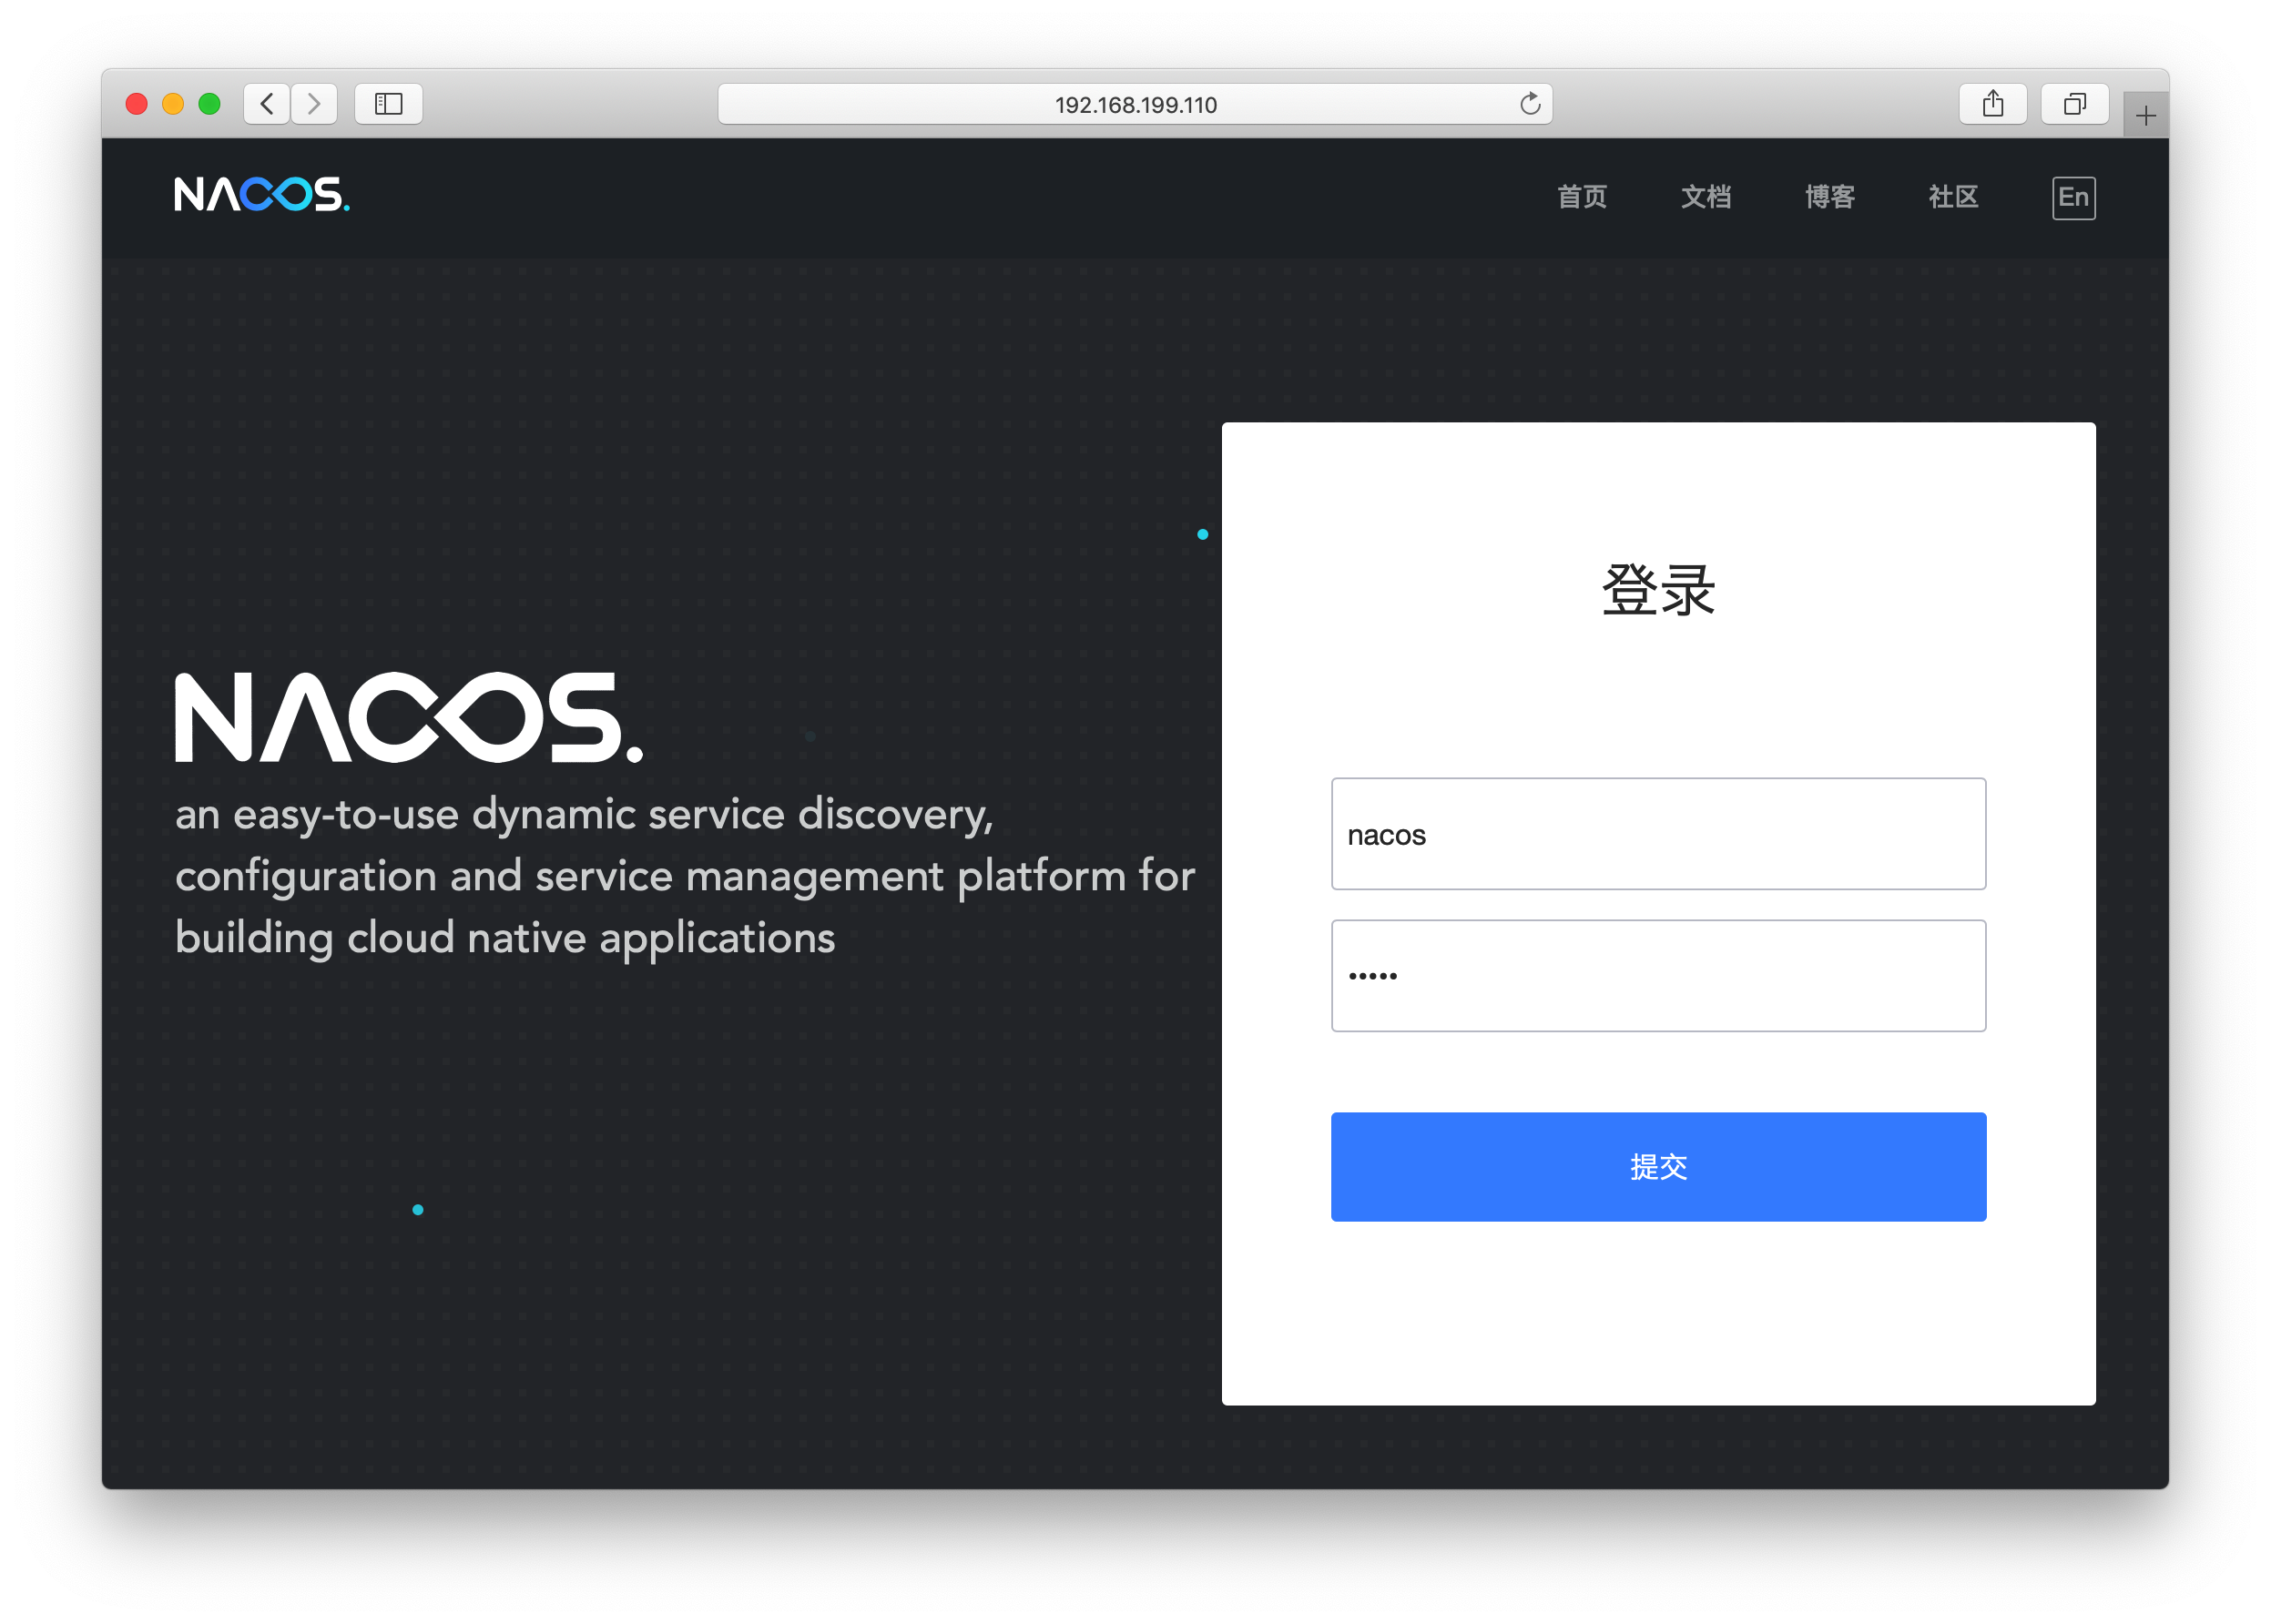 192.168.199.110
NACOS.
首页 文档 博客 社区 En
登录
NACOS.
an easy-to-use dynamic service discovery,
configuration and service management platform for
building cloud native applications
nacos
•••••
提交